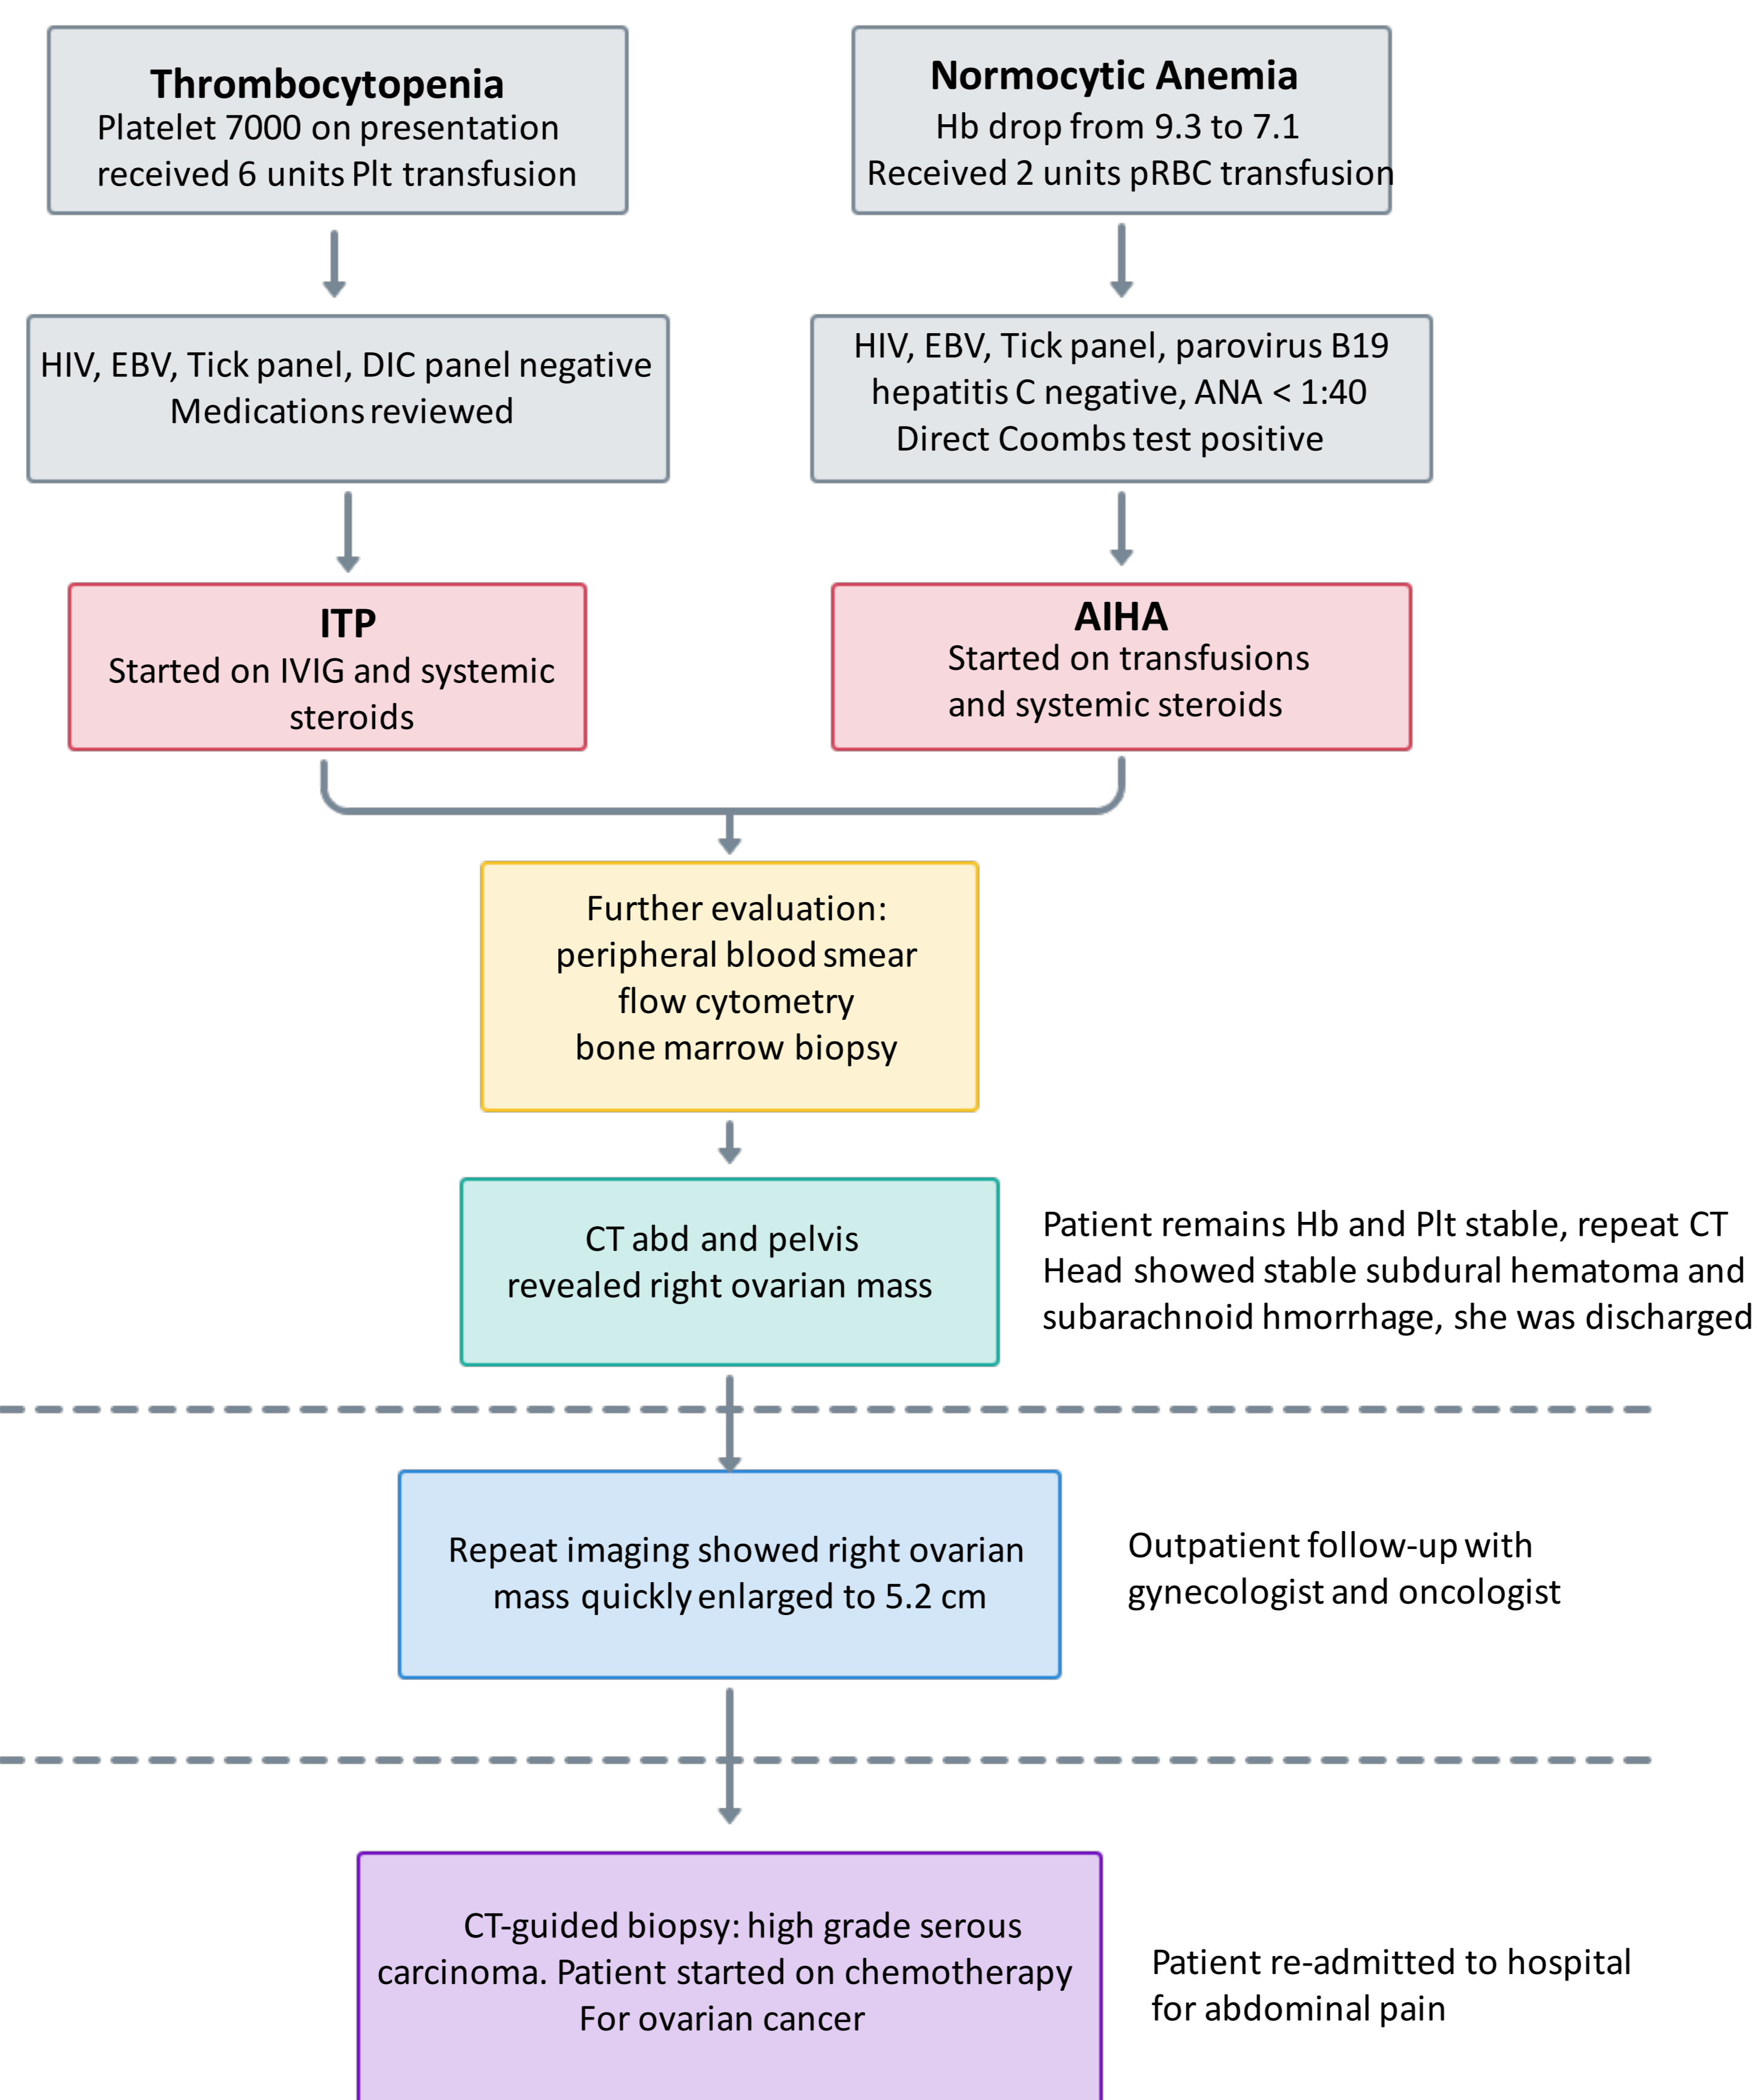 Thrombocytopenia
Platelet 7000 on presentation
received 6 units Plt transfusion
Normocytic Anemia
Hb drop from 9.3 to 7.1
Received 2 units pRBC transfusion
HIV, EBV, Tick panel, DIC panel negative
Medications reviewed
HIV, EBV, Tick panel, parovirus B19
hepatitis C negative, ANA < 1:40
Direct Coombs test positive
ITP
Started on IVIG and systemic
steroids
AIHA
Started on transfusions
and systemic steroids
Further evaluation:
peripheral blood smear
flow cytometry
bone marrow biopsy
CT abd and pelvis
revealed right ovarian mass
Patient remains Hb and Plt stable, repeat CT
Head showed stable subdural hematoma and
subarachnoid hmorrhage, she was discharged
Repeat imaging showed right ovarian
mass quickly enlarged to 5.2 cm
Outpatient follow-up with
gynecologist and oncologist
CT-guided biopsy: high grade serous
carcinoma. Patient started on chemotherapy
For ovarian cancer
Patient re-admitted to hospital
for abdominal pain